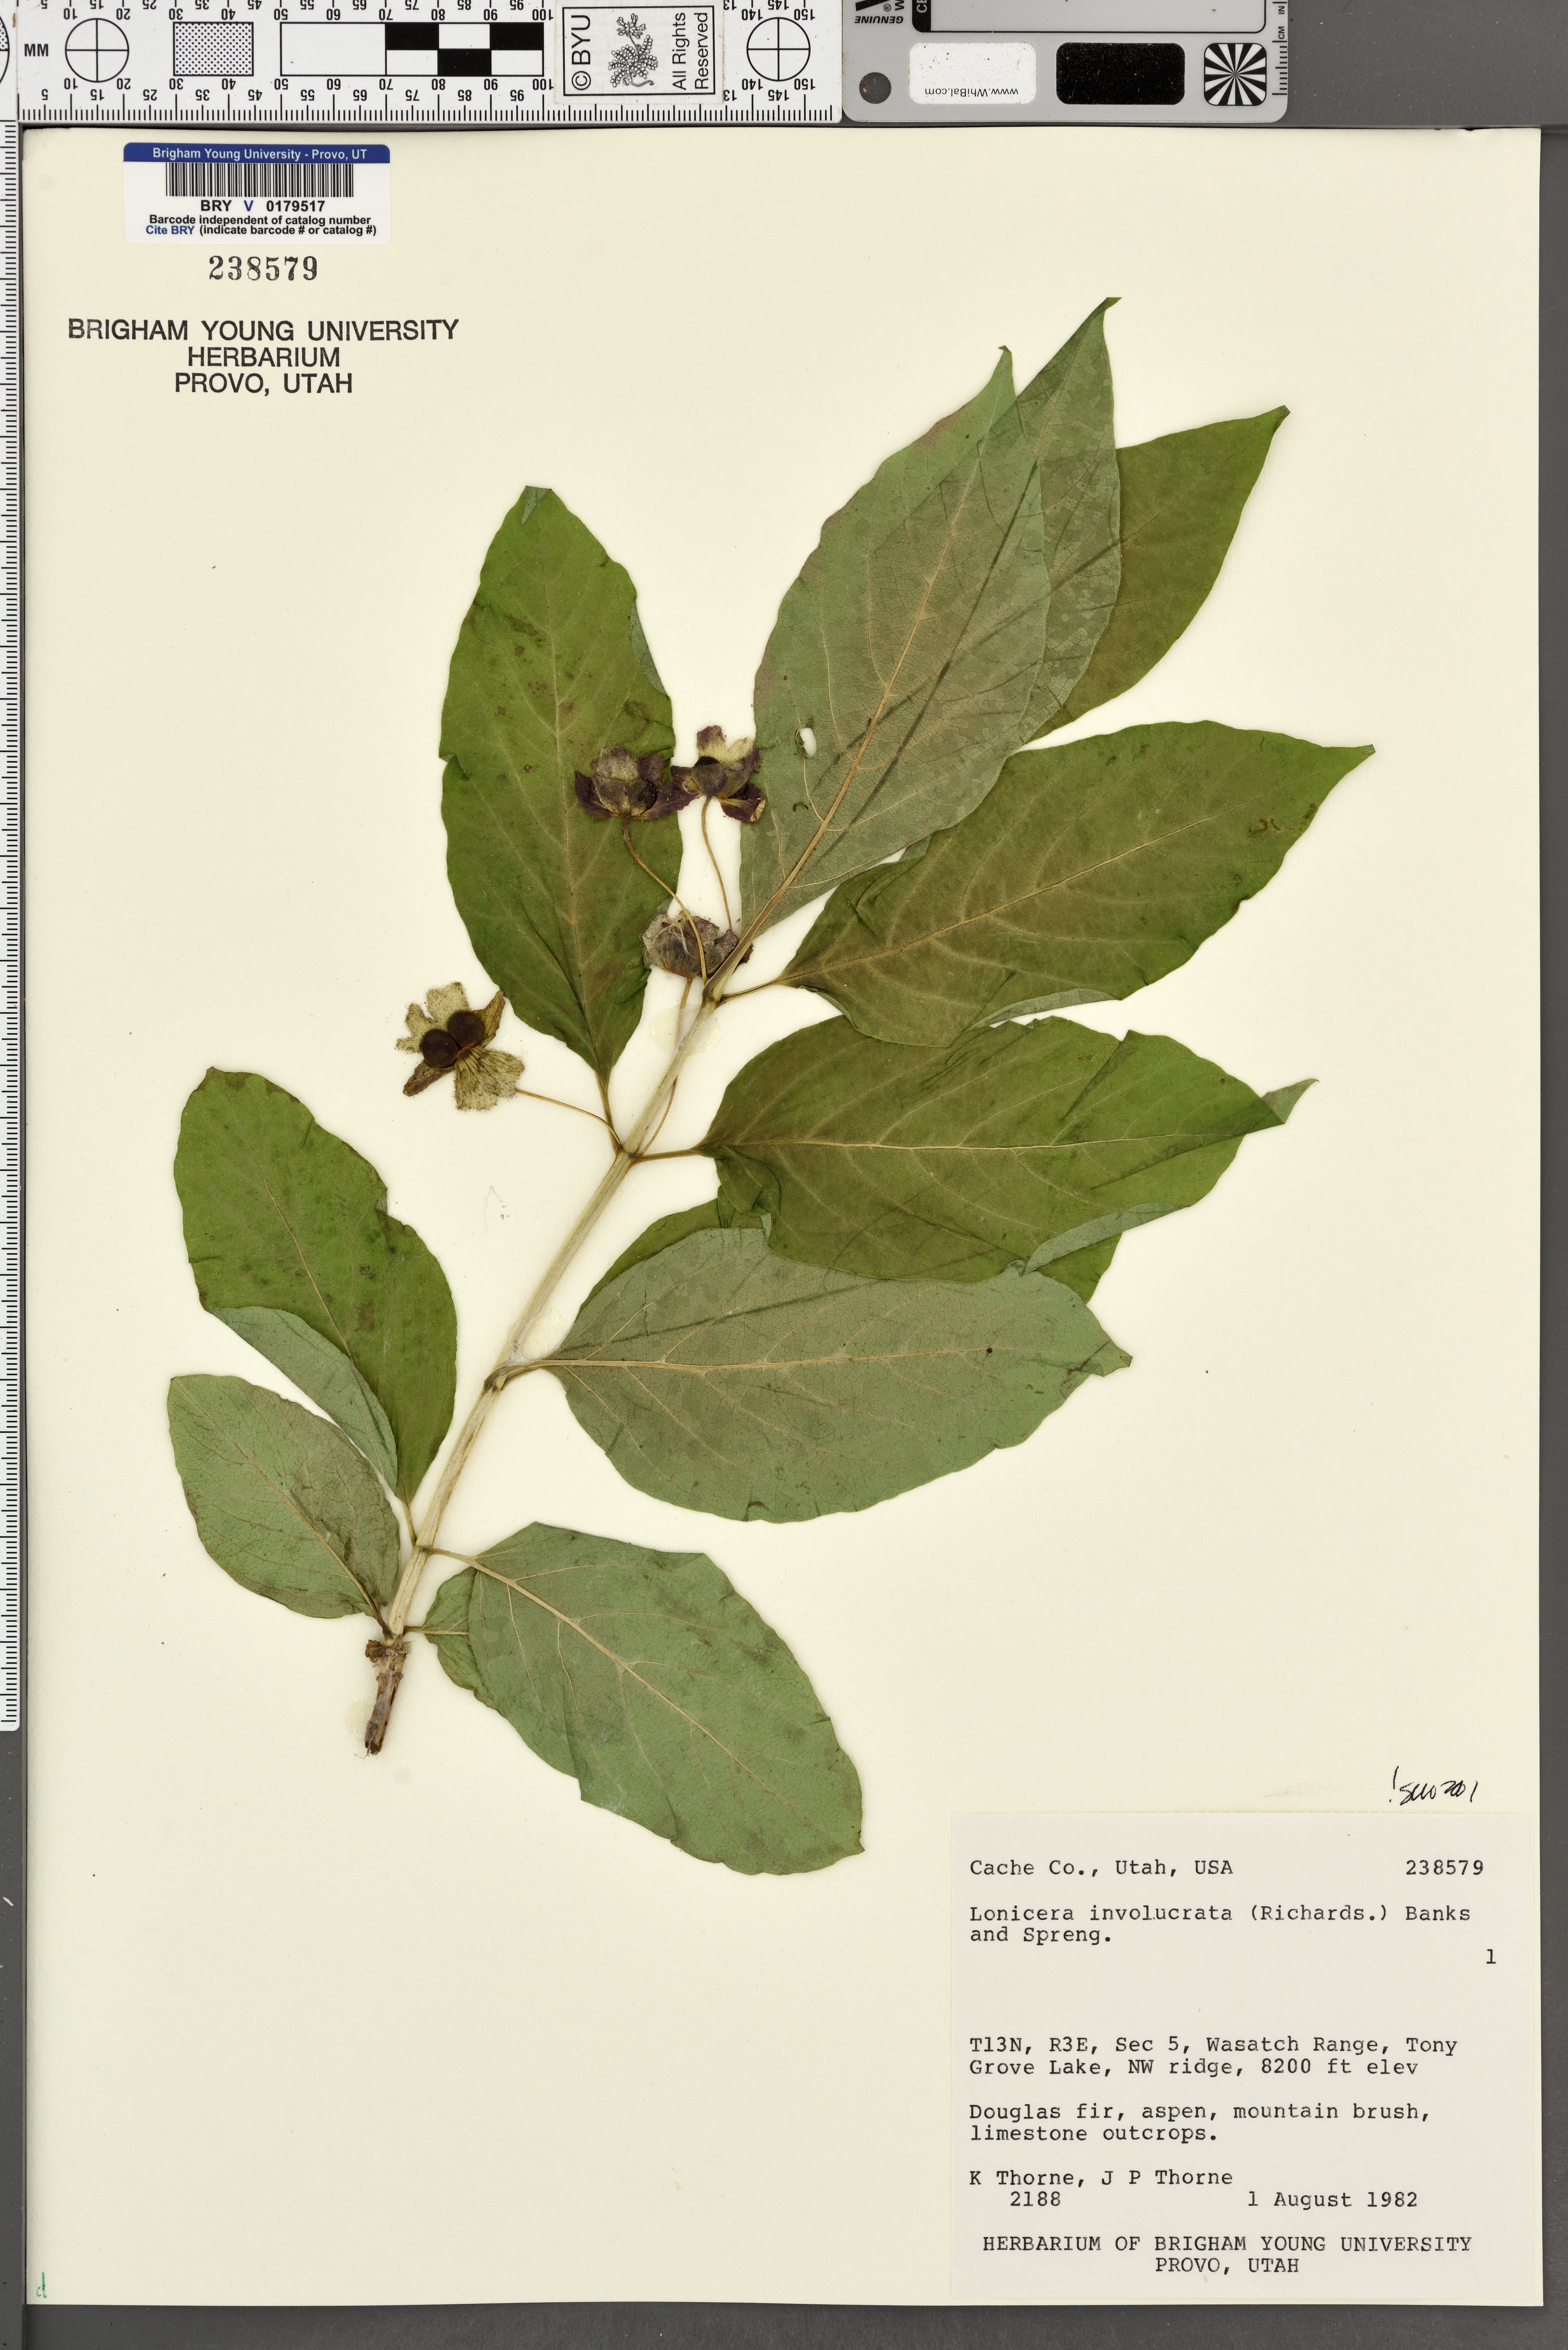 MM
© BYU
All Rights
Reserved
GENUINE
www.WhiBal.com
CM
IN
Brigham Young University - Provo, UT
BRY V 0179517
Barcode independent of catalog number
Cite BRY (indicate barcode # or catalog #)
238579
BRIGHAM YOUNG UNIVERSITY
HERBARIUM
PROVO, UTAH
Cache Co., Utah, USA 238579
Lonicera involucrata (Richards.) Banks
and Spreng.
1
T13N, R3E, Sec 5, Wasatch Range, Tony
Grove Lake, NW ridge, 8200 ft elev
Douglas fir, aspen, mountain brush,
limestone outcrops.
K Thorne, J P Thorne
2188 1 August 1982
HERBARIUM OF BRIGHAM YOUNG UNIVERSITY
PROVO, UTAH
d